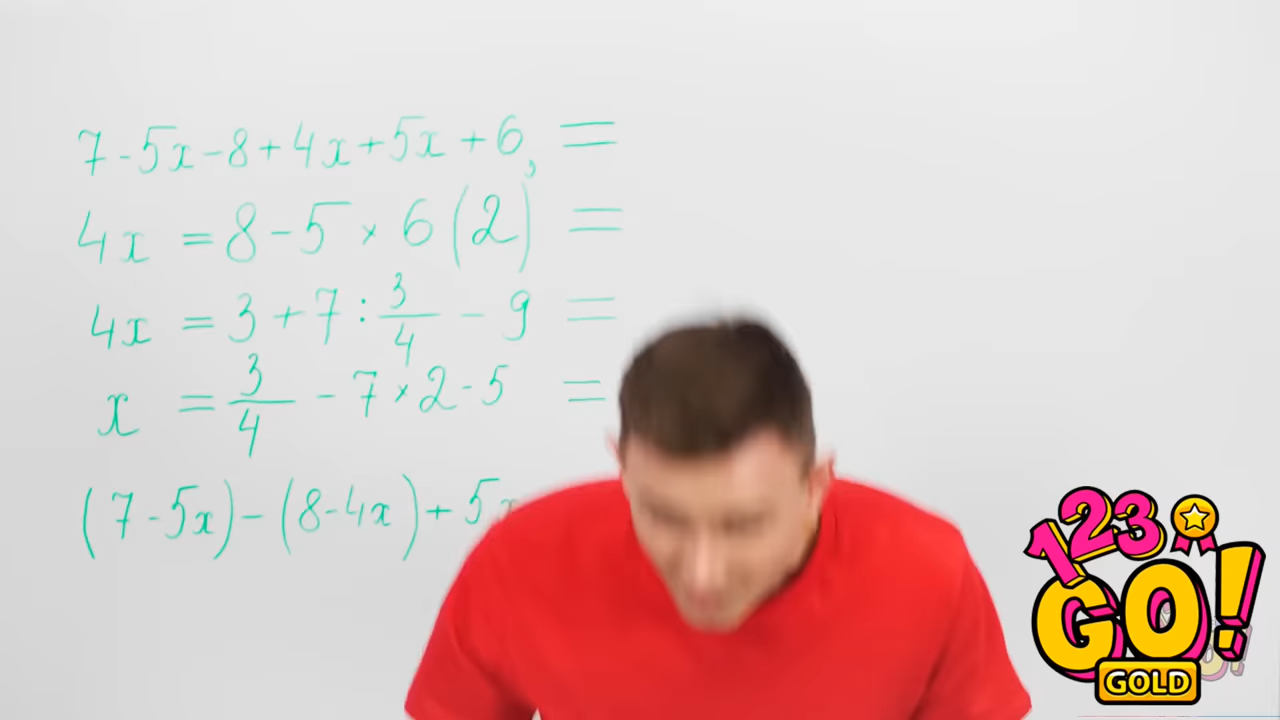 7-5x-8+4x+5x+6, =
4x = 8-5×6(2) =
4x = 3+7:3/4-9 =
x = 3/4-7×2-5 =
(7-5x)-(8-4x)+5x
123
GO!
GOLD